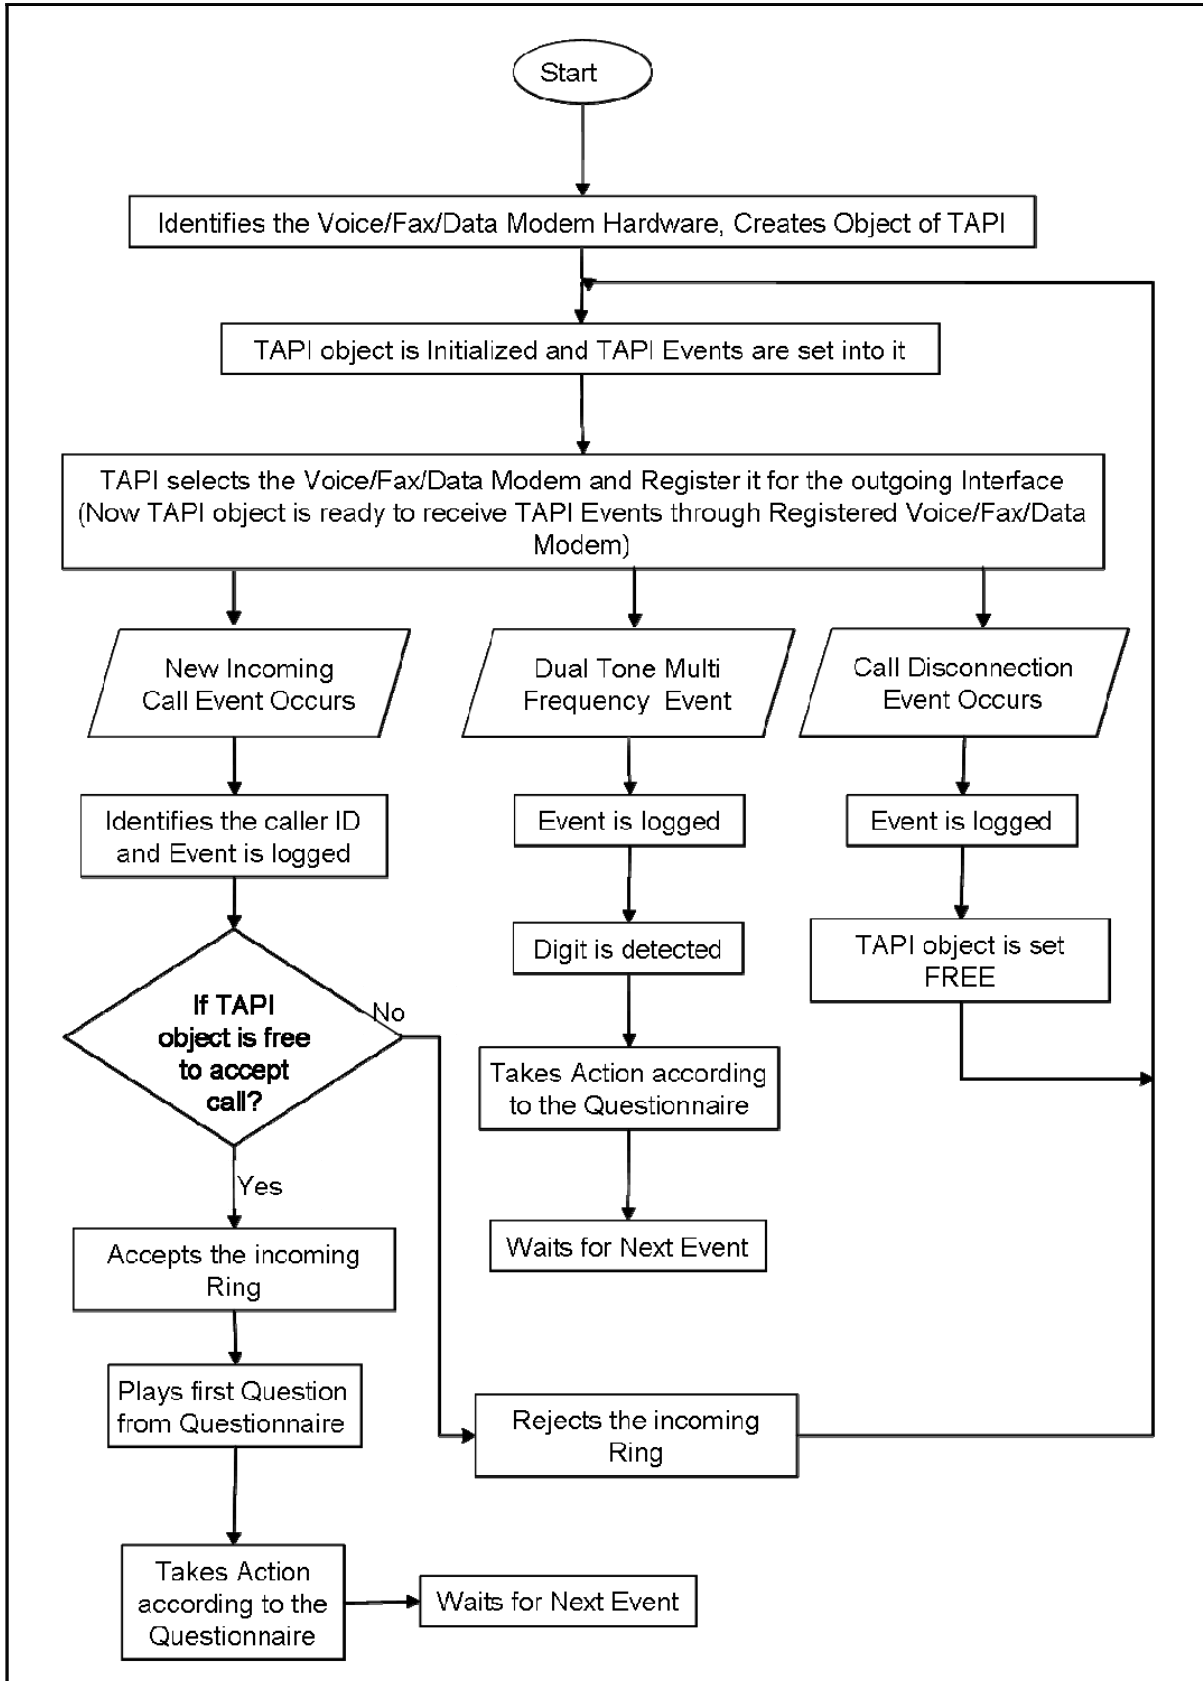 Start
Identifies the Voice/Fax/Data Modem Hardware, Creates Object of TAPI
TAPI object is Initialized and TAPI Events are set into it
TAPI selects the Voice/Fax/Data Modem and Register it for the outgoing Interface
(Now TAPI object is ready to receive TAPI Events through Registered Voice/Fax/Data
Modem)
New Incoming
Call Event Occurs
Dual Tone Multi
Frequency Event
Call Disconnection
Event Occurs
Identifies the caller ID
and Event is logged
Event is logged
Event is logged
Digit is detected
TAPI object is set
FREE
If TAPI
object is free
to accept
call?
No
Takes Action according
to the Questionnaire
Yes
Accepts the incoming
Ring
Waits for Next Event
Plays first Question
from Questionnaire
Rejects the incoming
Ring
Takes Action
according to the
Questionnaire
Waits for Next Event